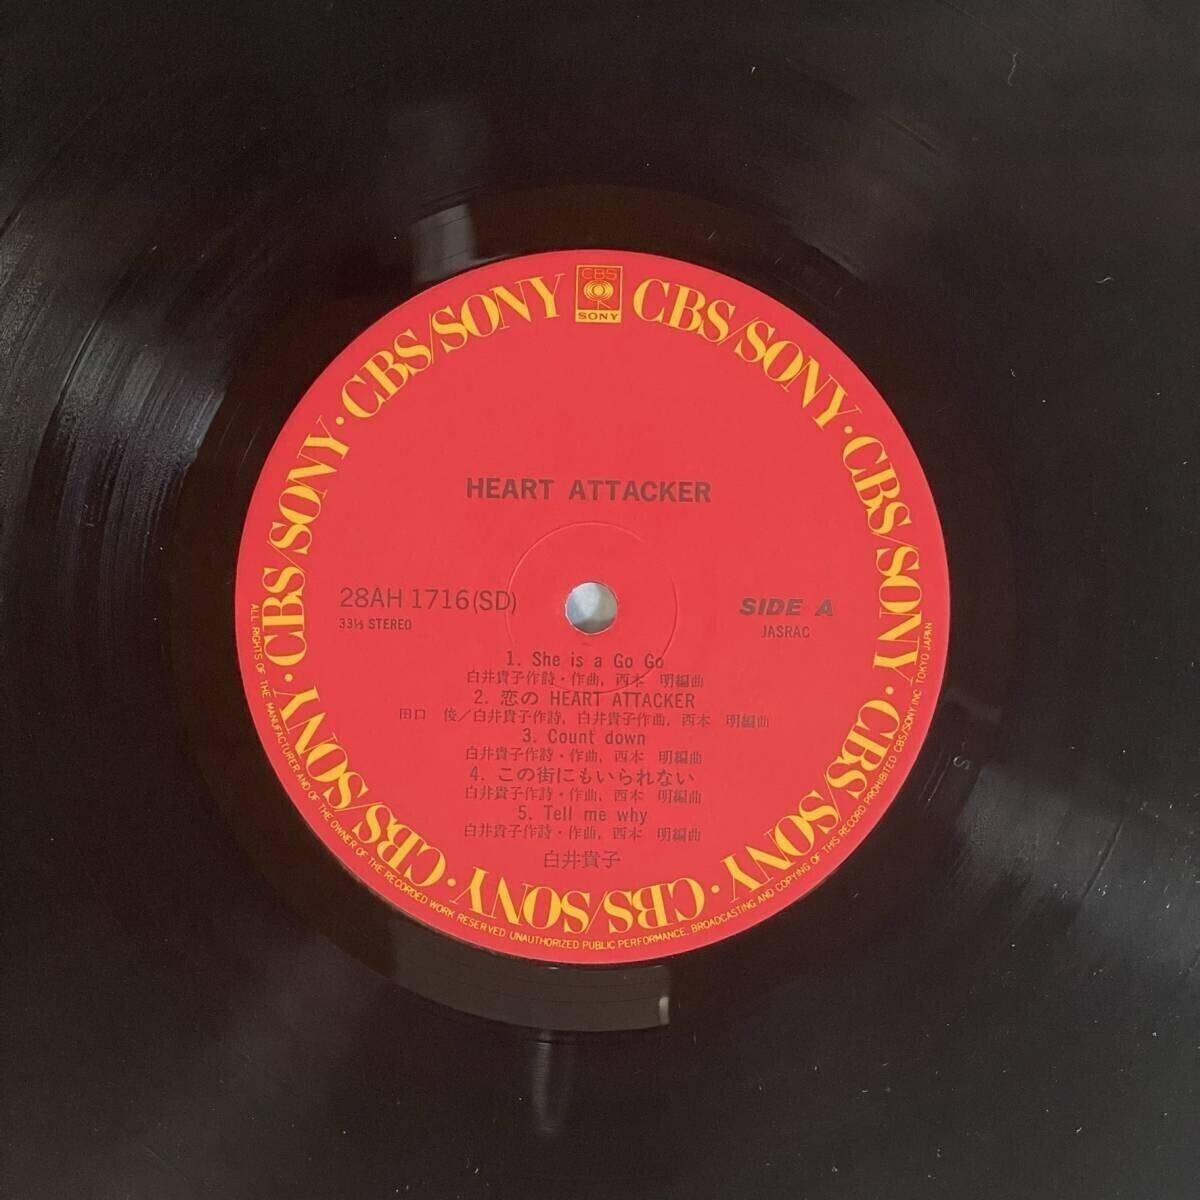 CBS
SONY
CBS/SONY · CBS/SONY · CBS/SONY · CBS/SONY · CBS/SONY · CBS/SONY · CBS/SONY · CBS/SONY
HEART ATTACKER
28AH 1716(SD)
33⅓ STEREO
SIDE A
JASRAC
1. She is a Go Go
白井貴子作詩・作曲, 西本 明編曲
2. 恋の HEART ATTACKER
田口 俊/白井貴子作詩, 白井貴子作曲, 西本 明編曲
3. Count down
白井貴子作詩・作曲, 西本 明編曲
4. この街にもいられない
白井貴子作詩・作曲, 西本 明編曲
5. Tell me why
白井貴子作詩・作曲, 西本 明編曲
白井貴子
ALL RIGHTS OF THE MANUFACTURER AND OF THE OWNER OF THE RECORDED WORK RESERVED UNAUTHORIZED PUBLIC PERFORMANCE, BROADCASTING AND COPYING OF THIS RECORD PROHIBITED CBS/SONY INC TOKYO JAPAN
S